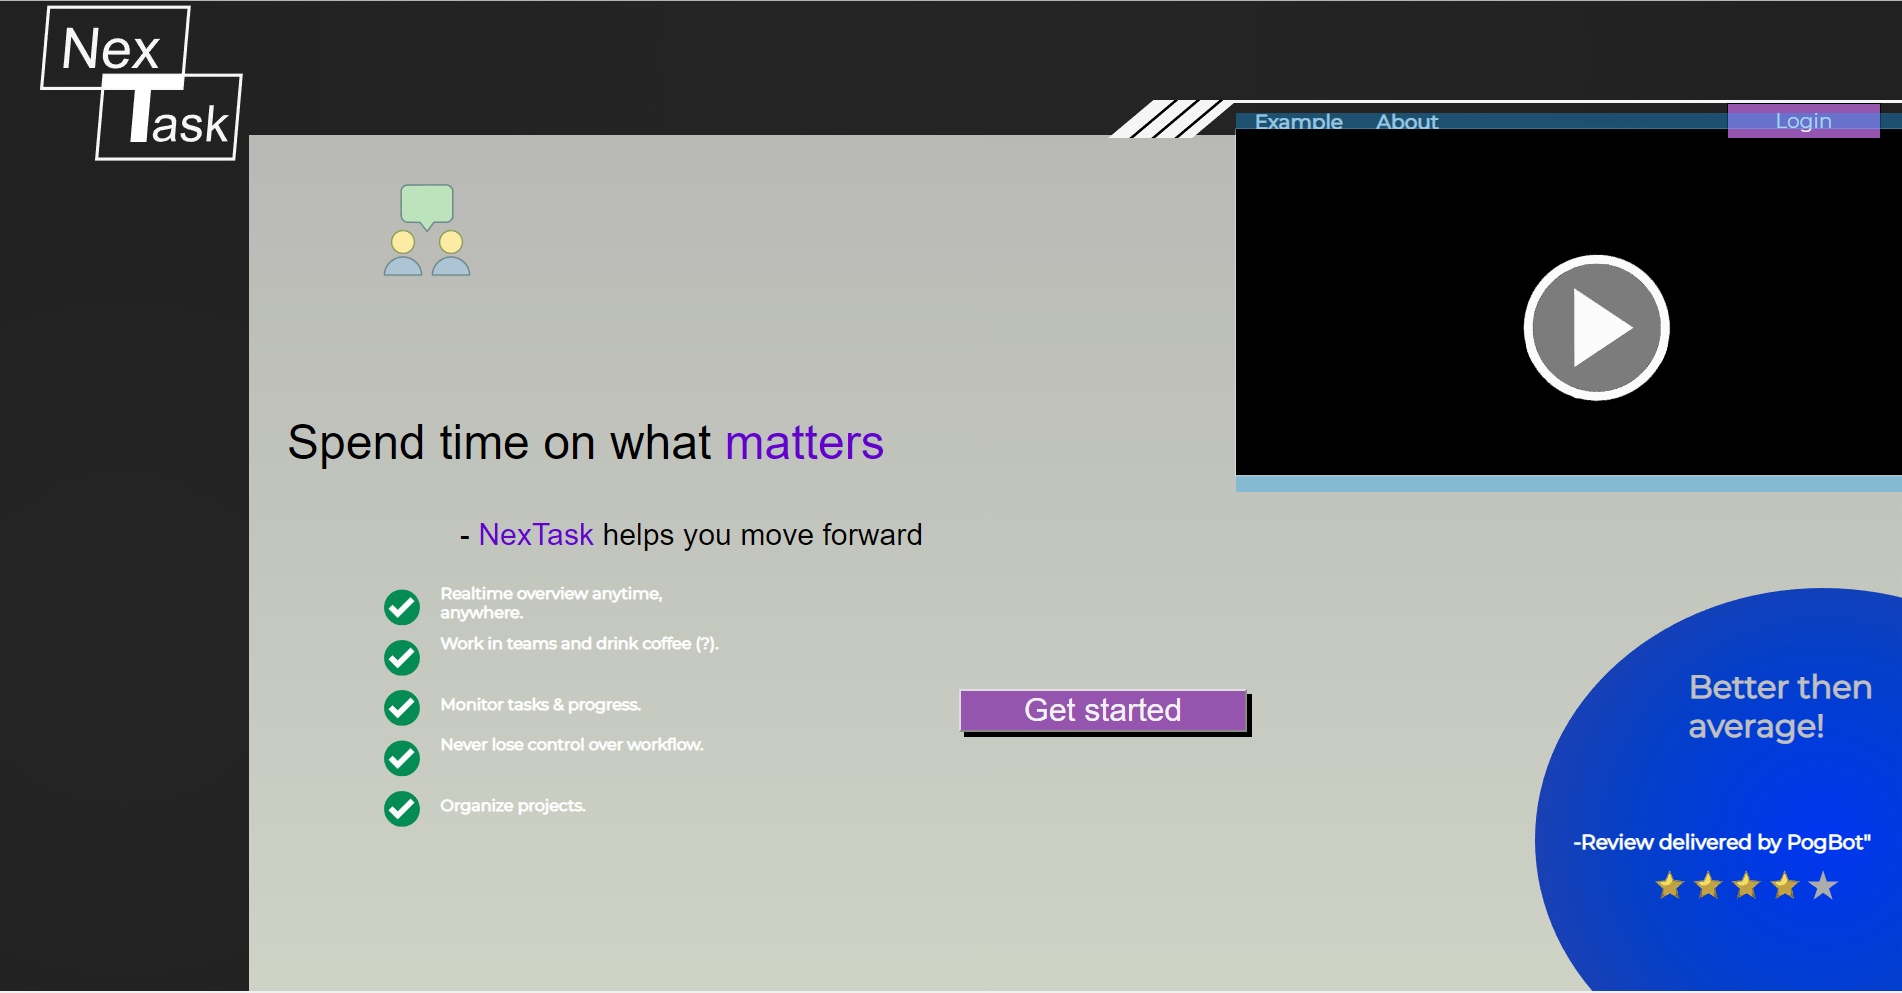 Nex
Task
Example About Login
Spend time on what matters
- NexTask helps you move forward
Realtime overview anytime,
anywhere.
Work in teams and drink coffee (?).
Monitor tasks & progress.
Never lose control over workflow.
Organize projects.
Get started
Better then
average!
-Review delivered by PogBot"